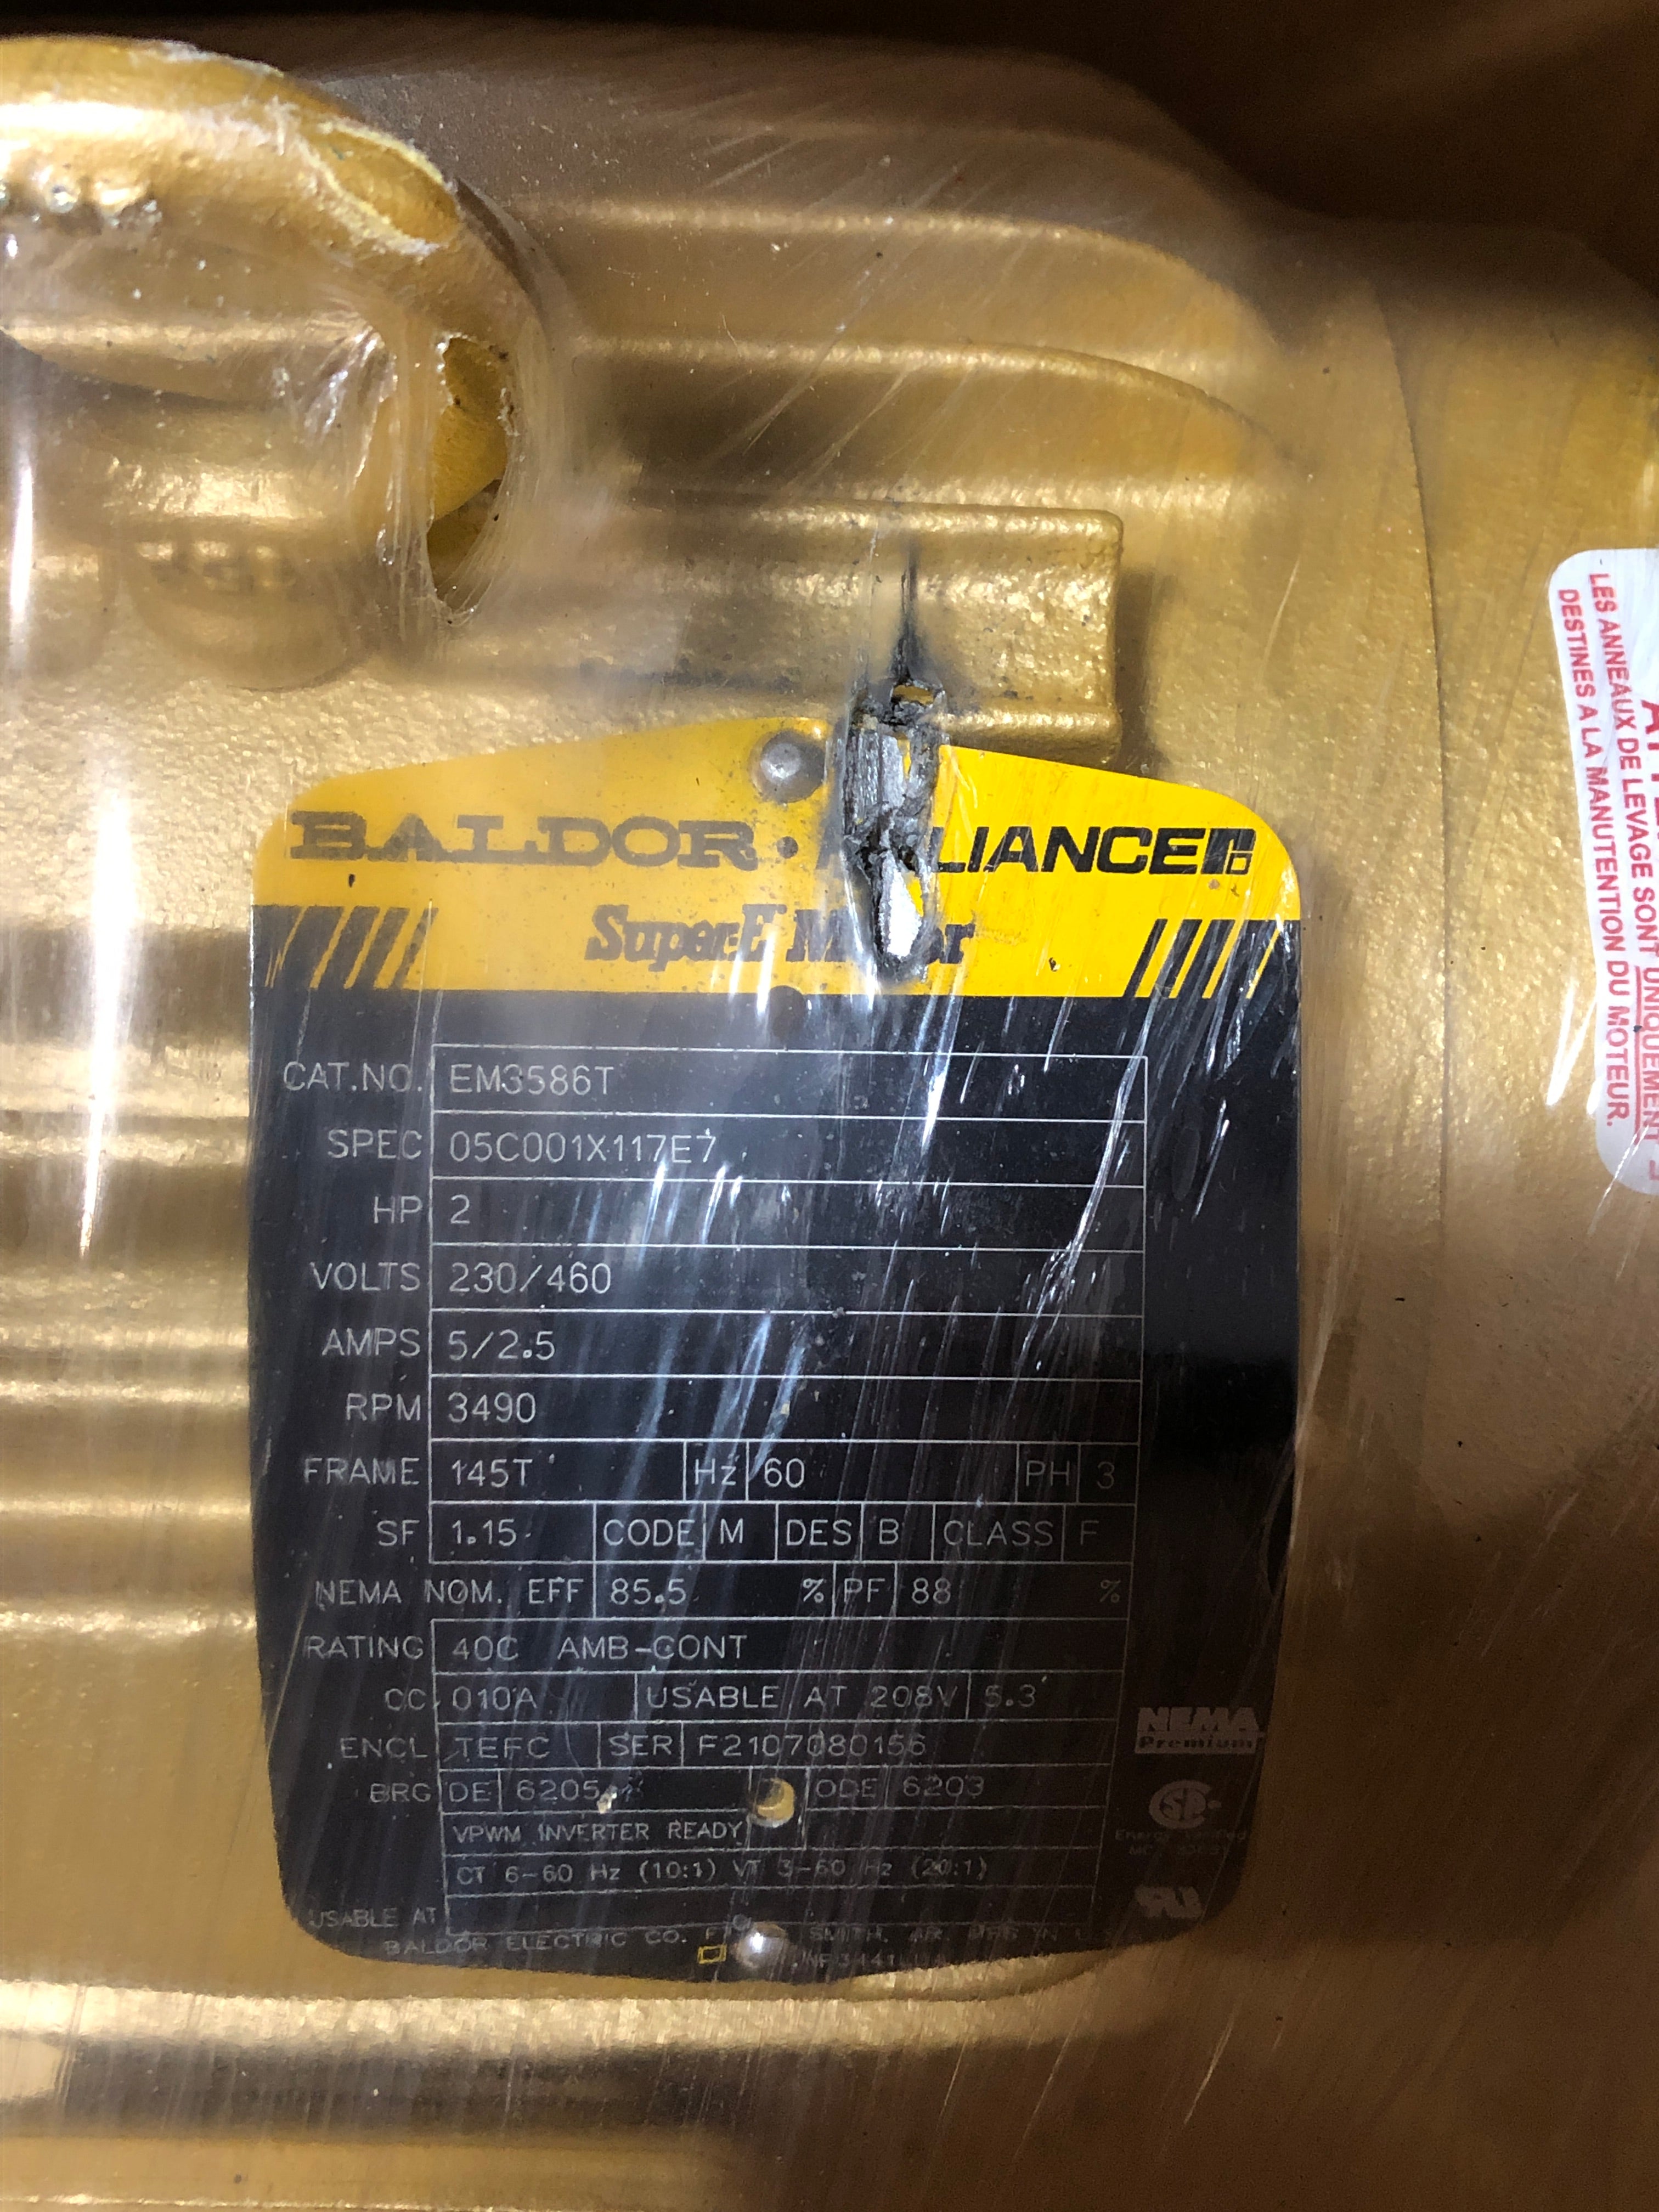 BALDOR • LIANCER
Super-E
CAT.NO. EM3586T
SPEC 05C001X117E7
HP 2
VOLTS 230/460
AMPS 5/2.5
RPM 3490
FRAME 145T Hz 60 PH 3
SF 1.15 CODE M DES B CLASS F
NEMA NOM. EFF 85.5 % PF 88 %
RATING 40C AMB-CONT
CC 010A USABLE AT 208V 5.3
ENCL TEFC SER F2107080156
BRG DE 6205 ODE 6203
VPWM INVERTER READY
CT 6-60 Hz (10:1) VT 3-60 Hz (20:1)
USABLE AT
BALDOR ELECTRIC CO. SMITH, AR.
NEMA
Premium
LES ANNEAUX DE LEVAGE SONT UNIQUEMENT
DESTINES A LA MANUTENTION DU MOTEUR.